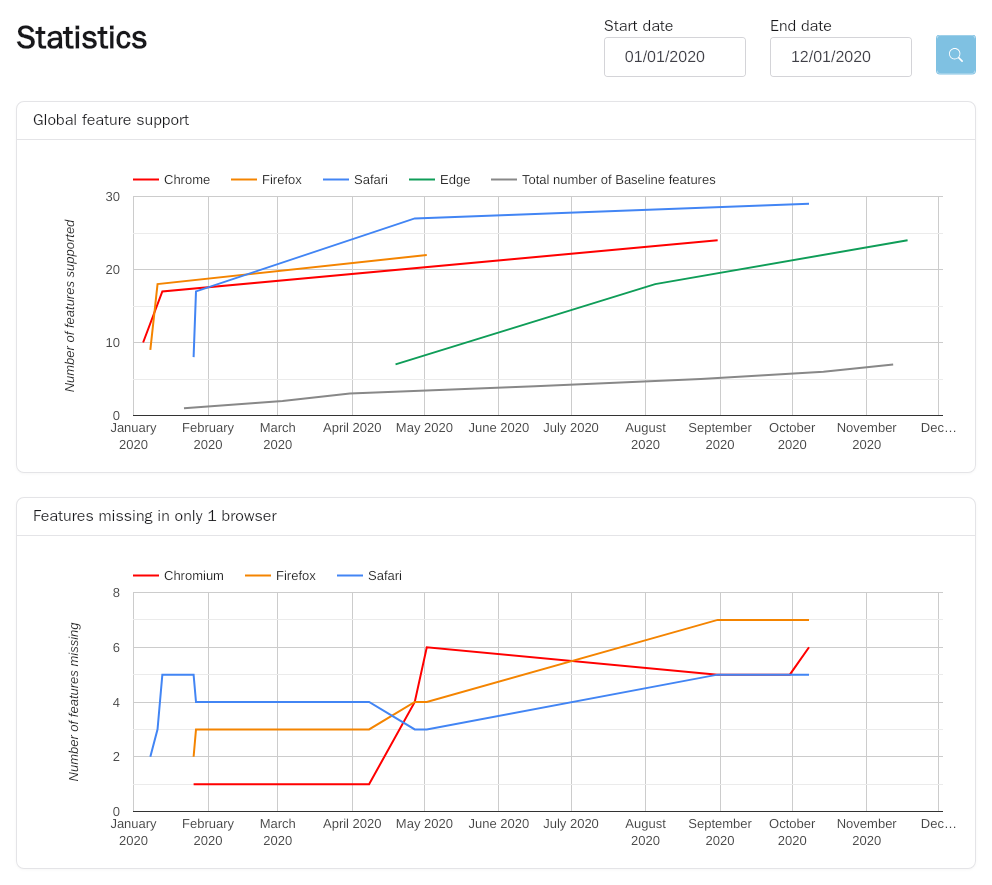 Statistics
Start date
End date
01/01/2020
12/01/2020
Global feature support
Chrome
Firefox
Safari
Edge
Total number of Baseline features
Number of features supported
30
20
10
0
January 2020
February 2020
March 2020
April 2020
May 2020
June 2020
July 2020
August 2020
September 2020
October 2020
November 2020
Dec…
Features missing in only 1 browser
Chromium
Firefox
Safari
Number of features missing
8
6
4
2
0
January 2020
February 2020
March 2020
April 2020
May 2020
June 2020
July 2020
August 2020
September 2020
October 2020
November 2020
Dec…